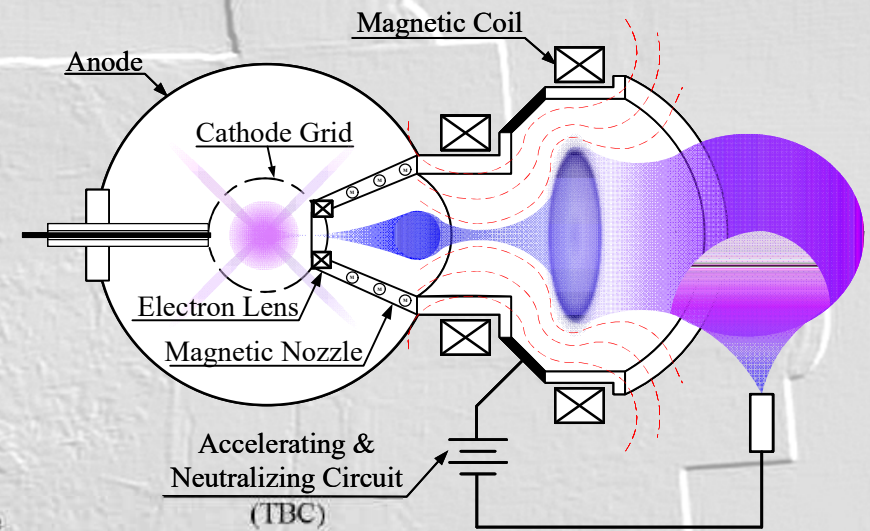 Magnetic Coil
Anode
Cathode Grid
Electron Lens
Magnetic Nozzle
Accelerating &
Neutralizing Circuit
(TBC)
M
M
M
M
M
M